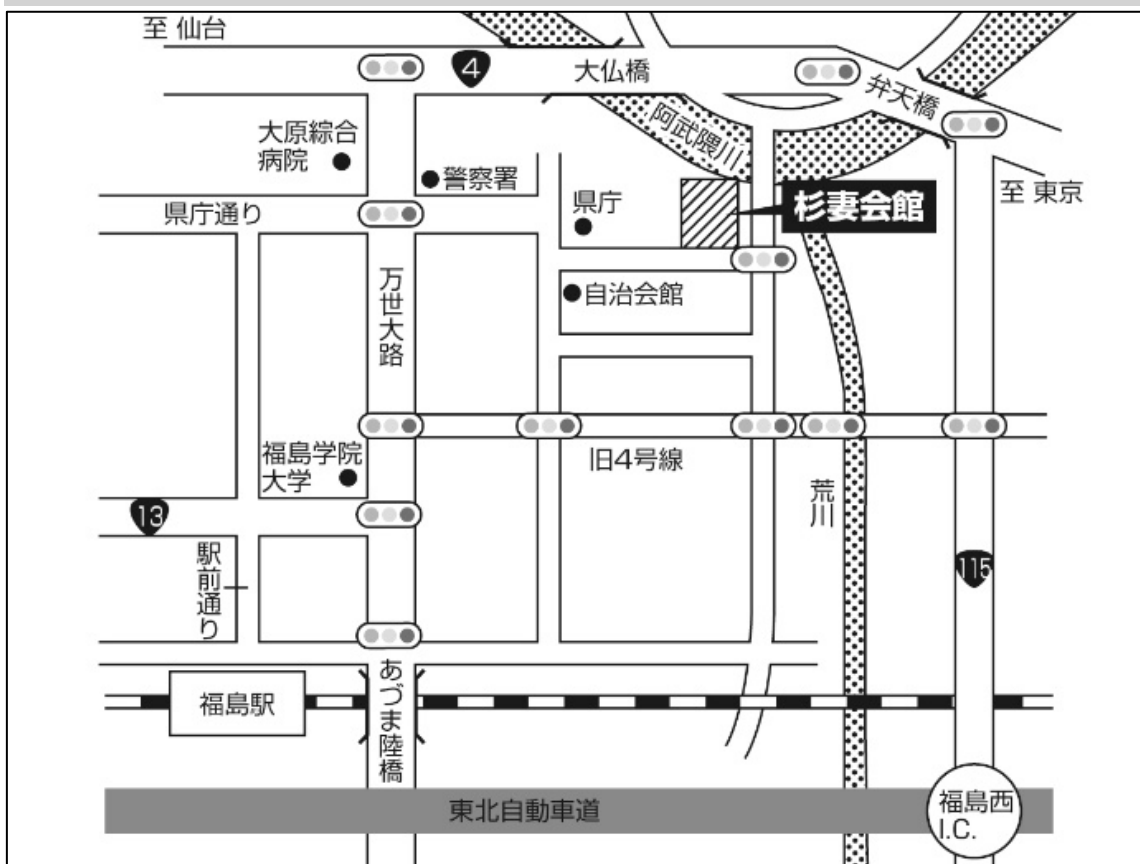 至 仙台
4
大仏橋
弁天橋
大原綜合
病院
阿武隈川
警察署
至 東京
県庁通り
県庁
杉妻会館
万世大路
自治会館
福島学院
大学
旧4号線
荒川
13
駅前通り
115
福島駅
あづま陸橋
東北自動車道
福島西
I.C.